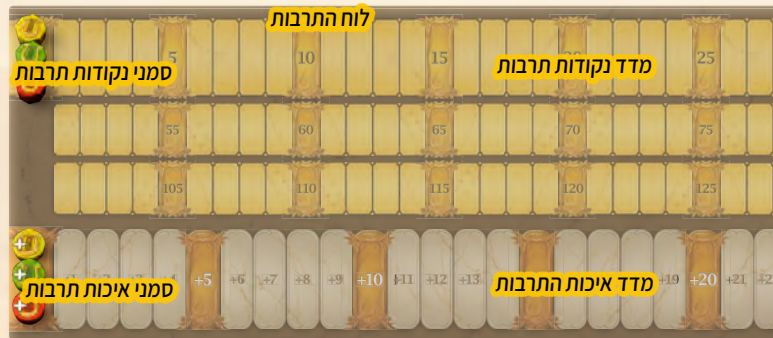 לוח התרבות
5 10 15 25
סמני נקודות תרבות
מדד נקודות תרבות
55 60 65 70 75
105 110 115 120 125
+5 +6 +7 +8 +9 +10 +11 +12 +13 +19 +20 +21
סמני איכות תרבות
מדד איכות התרבות